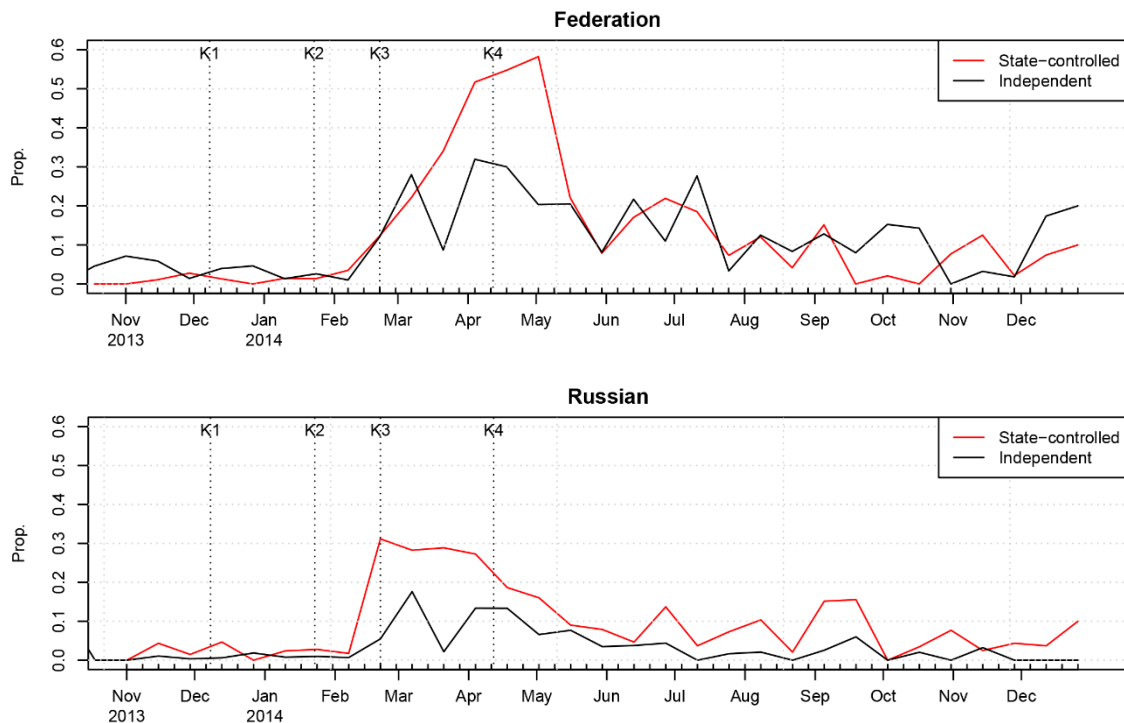 Federation
K1 K2 K3 K4
State-controlled
Independent
Prop.
0.6
0.5
0.4
0.3
0.2
0.1
0.0
Nov Dec Jan Feb Mar Apr May Jun Jul Aug Sep Oct Nov Dec
2013 2014
Russian
K1 K2 K3 K4
State-controlled
Independent
Prop.
0.6
0.5
0.4
0.3
0.2
0.1
0.0
Nov Dec Jan Feb Mar Apr May Jun Jul Aug Sep Oct Nov Dec
2013 2014